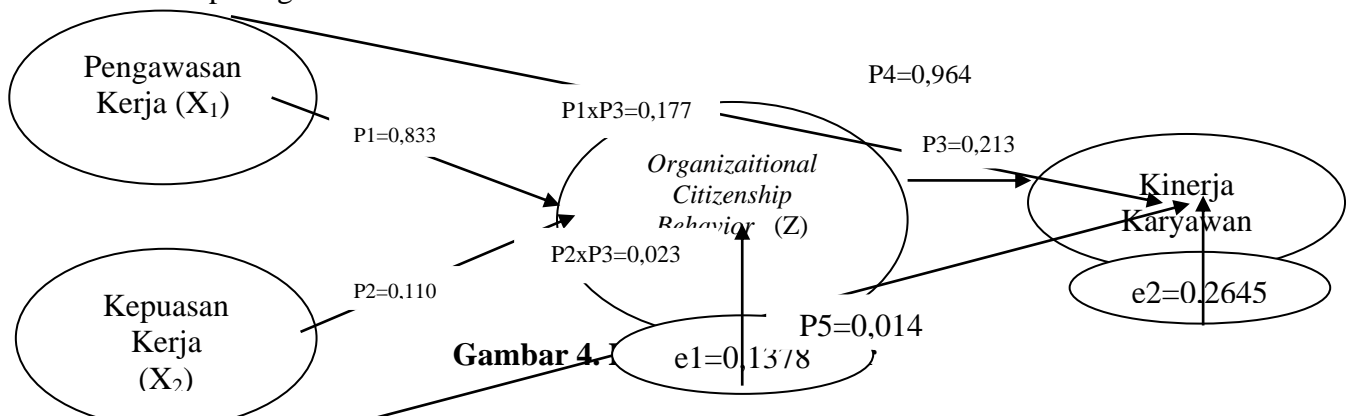 Pengawasan
Kerja (X₁)
P1=0,833
P1xP3=0,177
P4=0,964
P3=0,213
Organizaitional
Citizenship
Behavior (Z)
Kinerja
Karyawan
P2xP3=0,023
P2=0,110
Kepuasan
Kerja
(X₂)
P5=0,014
e1=0,1378
e2=0.2645
Gambar 4.